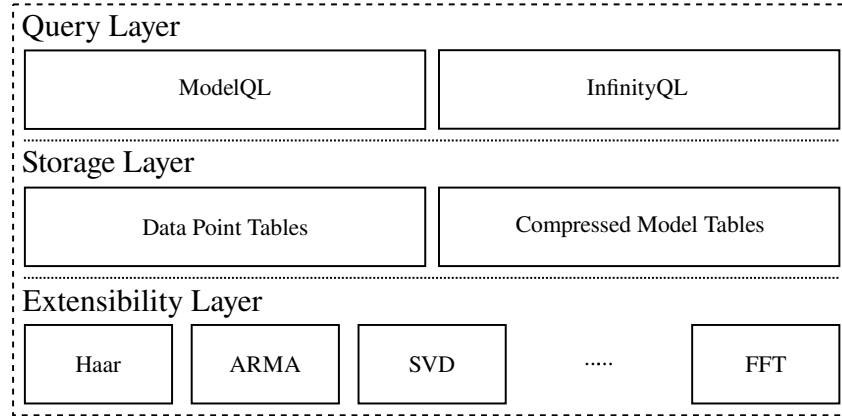 Query Layer
ModelQL InfinityQL
Storage Layer
Data Point Tables Compressed Model Tables
Extensibility Layer
Haar ARMA SVD ..... FFT